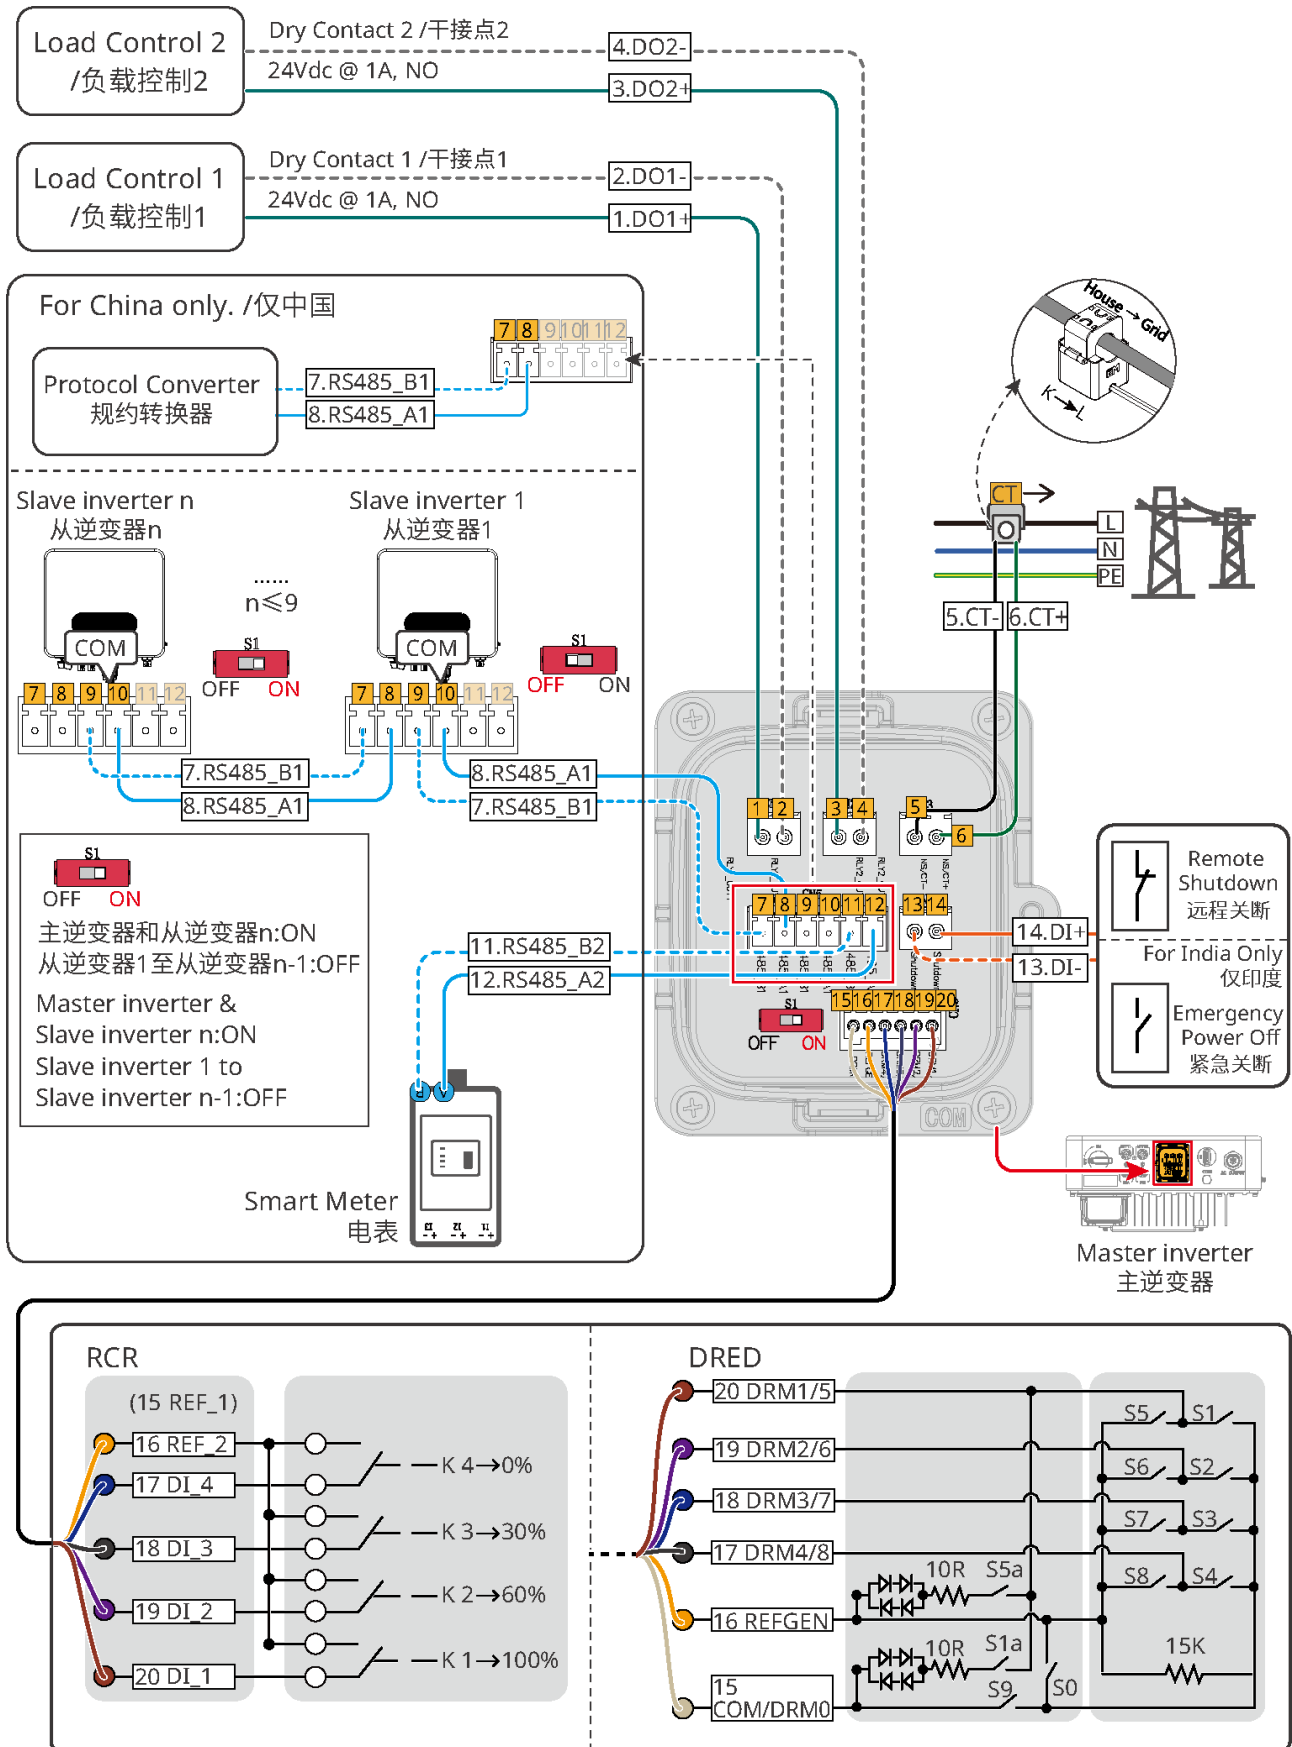 Load Control 2
/负载控制2
Dry Contact 2 /干接点2
24Vdc @ 1A, NO
4.DO2-
3.DO2+
Load Control 1
/负载控制1
Dry Contact 1 /干接点1
24Vdc @ 1A, NO
2.DO1-
1.DO1+
For China only. /仅中国
7 8 9 10 11 12
Protocol Converter
规约转换器
7.RS485_B1
8.RS485_A1
House → Grid
K→L
CT
L
N
PE
5.CT-
6.CT+
Slave inverter n
从逆变器n
COM
……
n≤9
S1
OFF ON
7 8 9 10 11 12
Slave inverter 1
从逆变器1
COM
S1
OFF ON
7 8 9 10 11 12
7.RS485_B1
8.RS485_A1
8.RS485_A1
7.RS485_B1
S1
OFF ON
主逆变器和从逆变器n:ON
从逆变器1至从逆变器n-1:OFF
Master inverter &
Slave inverter n:ON
Slave inverter 1 to
Slave inverter n-1:OFF
11.RS485_B2
12.RS485_A2
B A
Smart Meter
电表
1 2 3 4 5 6
NS/CT+
NS/CT-
7 8 9 10 11 12
13 14
Shutdown
Shutdown
S1
OFF ON
15 16 17 18 19 20
COM
14.DI+
13.DI-
Remote
Shutdown
远程关断
For India Only
仅印度
Emergency
Power Off
紧急关断
Master inverter
主逆变器
RCR
(15 REF_1)
16 REF_2
17 DI_4
18 DI_3
19 DI_2
20 DI_1
K 4→0%
K 3→30%
K 2→60%
K 1→100%
DRED
20 DRM1/5
19 DRM2/6
18 DRM3/7
17 DRM4/8
16 REFGEN
15
COM/DRM0
10R S5a
10R S1a
S9 S0
S5 S1
S6 S2
S7 S3
S8 S4
15K